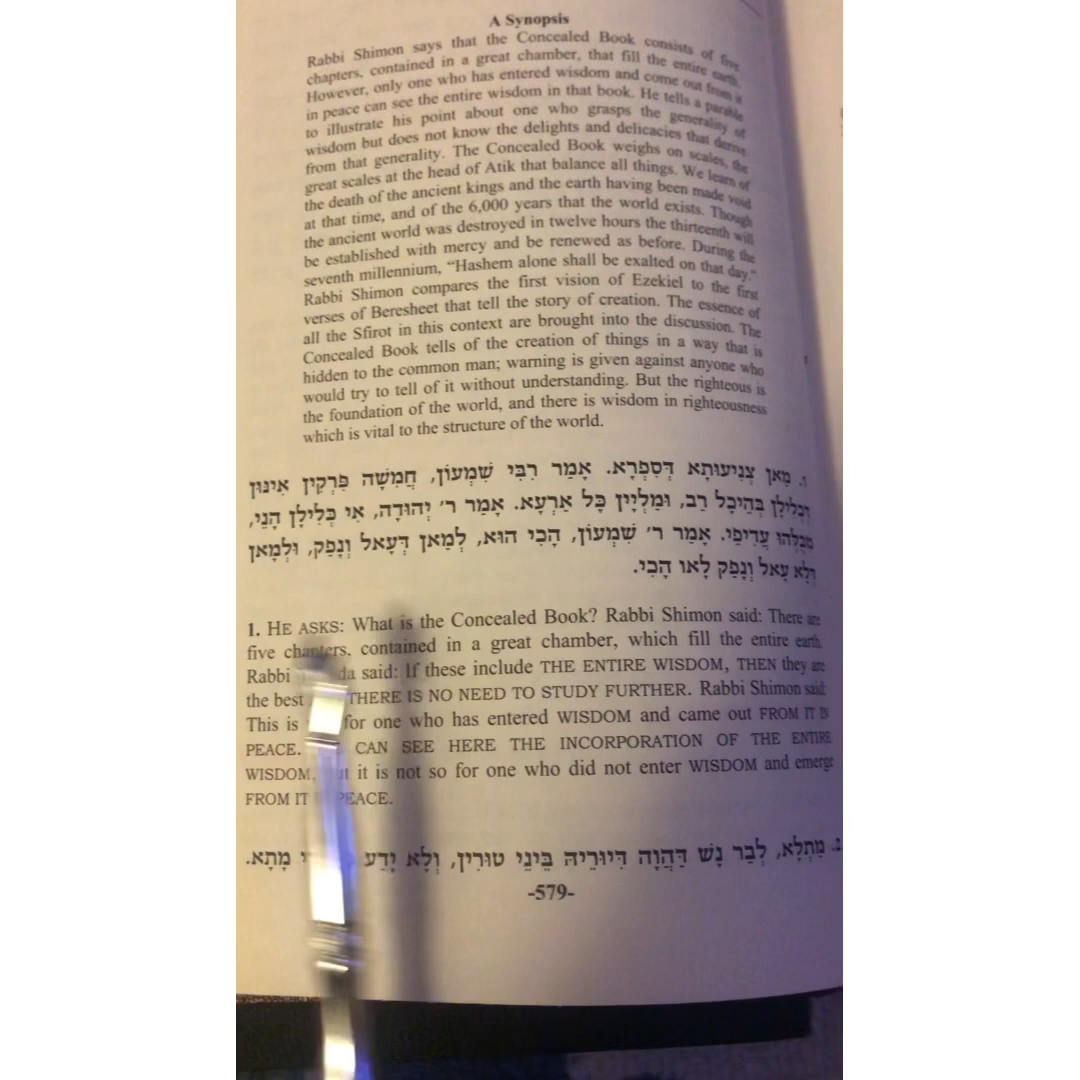 A Synopsis
Rabbi Shimon says that the Concealed Book consists of five
chapters, contained in a great chamber, that fill the entire earth.
However, only one who has entered wisdom and come out from it
in peace can see the entire wisdom in that book. He tells a parable
to illustrate his point about one who grasps the generality of
wisdom but does not know the delights and delicacies that derive
from that generality. The Concealed Book weighs on scales, the
great scales at the head of Atik that balance all things. We learn of
the death of the ancient kings and the earth having been made void
at that time, and of the 6,000 years that the world exists. Though
the ancient world was destroyed in twelve hours the thirteenth will
be established with mercy and be renewed as before. During the
seventh millennium, “Hashem alone shall be exalted on that day.”
Rabbi Shimon compares the first vision of Ezekiel to the first
verses of Beresheet that tell the story of creation. The essence of
all the Sfirot in this context are brought into the discussion. The
Concealed Book tells of the creation of things in a way that is
hidden to the common man; warning is given against anyone who
would try to tell of it without understanding. But the righteous is
the foundation of the world, and there is wisdom in righteousness
which is vital to the structure of the world.
מַאן צְנִיעוּתָא דְּסִפְרָא. אָמַר רִבִּי שִׁמְעוֹן, חֲמִשָּׁה פִּרְקִין אִינוּן
דִּכְלִילָן בְּהֵיכָל רַב, וּמַלְיָין כָּל אַרְעָא. אָמַר ר' יְהוּדָה, אִי כְּלִילָן הָנֵי,
מִכֻּלְּהוּ עֲדִיפֵי. אָמַר ר' שִׁמְעוֹן, הָכִי הוּא, לְמַאן דְּעָאל וְנָפַק, וּלְמַאן
דְּלָא עָאל וְנָפַק לָאו הָכִי.
1. HE ASKS: What is the Concealed Book? Rabbi Shimon said: There are
five chapters, contained in a great chamber, which fill the entire earth.
Rabbi said: If these include THE ENTIRE WISDOM, THEN they are
the best THERE IS NO NEED TO STUDY FURTHER. Rabbi Shimon said:
This is for one who has entered WISDOM and came out FROM IT IN
PEACE. CAN SEE HERE THE INCORPORATION OF THE ENTIRE
WISDOM, it is not so for one who did not enter WISDOM and emerge
FROM IT PEACE.
מַתְלָא, לְבַר נָשׁ דַּהֲוָה דִּיּוּרֵיהּ בֵּינֵי טוּרִין, וְלָא יָדַע מָתָא.
-579-